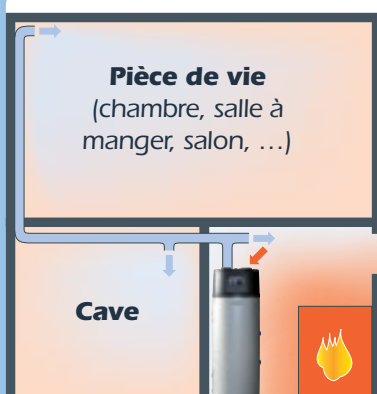 Pièce de vie
(chambre, salle à
manger, salon, …)
Cave